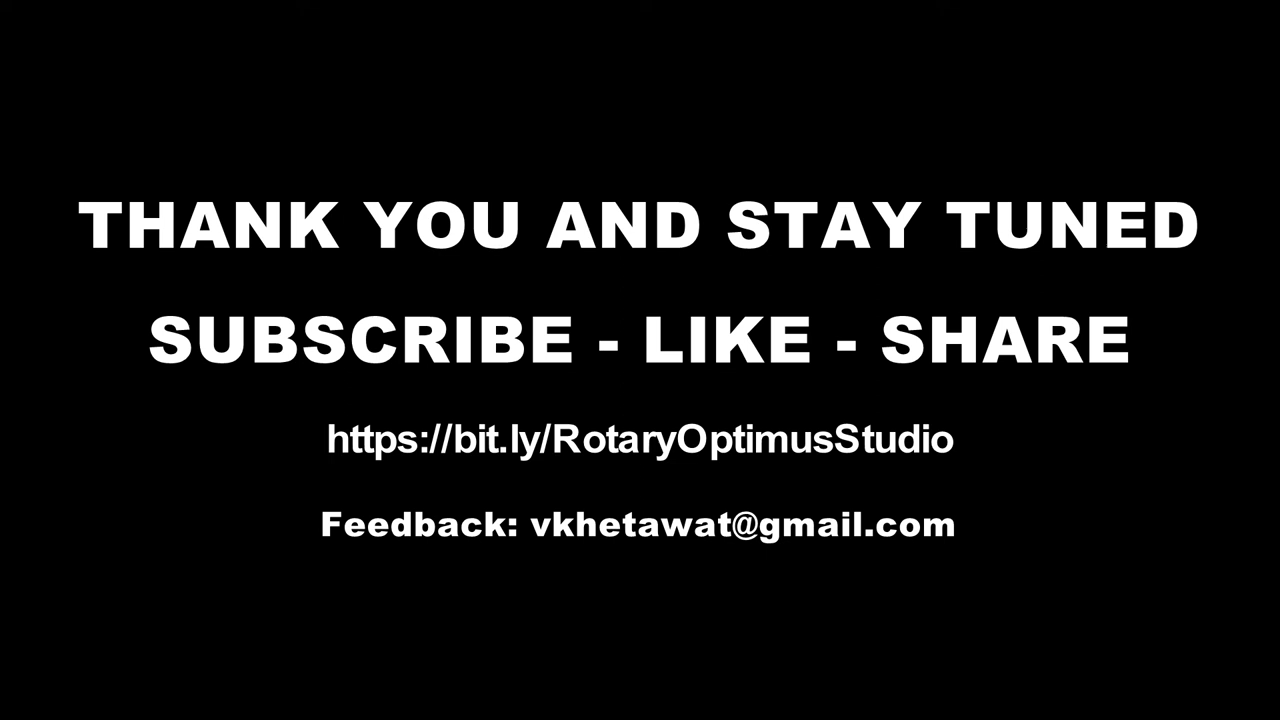 THANK YOU AND STAY TUNED
SUBSCRIBE - LIKE - SHARE
https://bit.ly/RotaryOptimusStudio
Feedback: vkhetawat@gmail.com